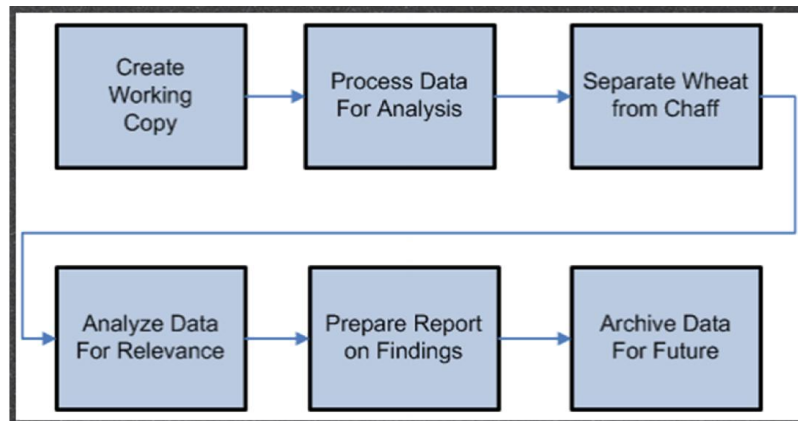 Create
Working
Copy
Process Data
For Analysis
Separate Wheat
from Chaff
Analyze Data
For Relevance
Prepare Report
on Findings
Archive Data
For Future